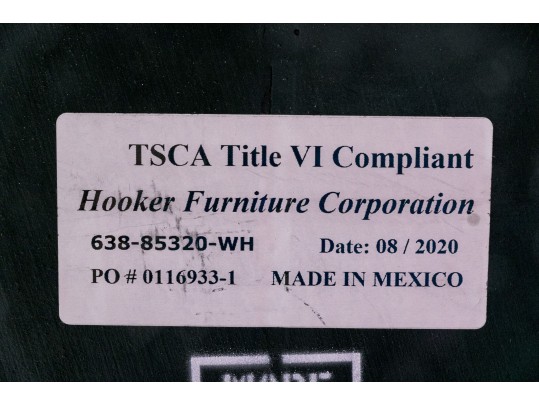 TSCA Title VI Compliant
Hooker Furniture Corporation
638-85320-WH Date: 08 / 2020
PO # 0116933-1 MADE IN MEXICO